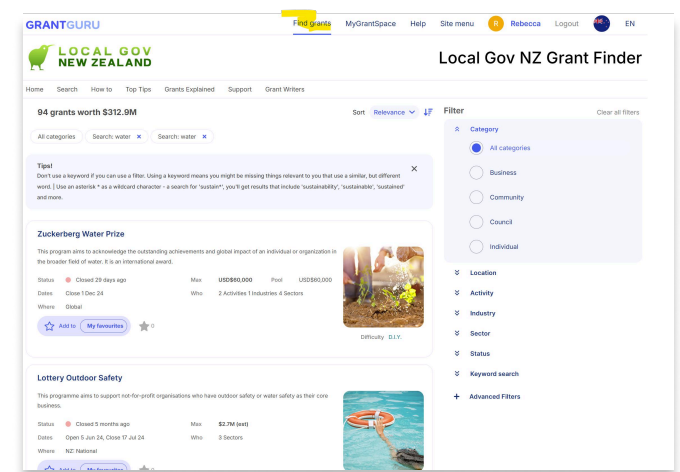 GRANTGURU
Find grants MyGrantSpace Help Site menu R Rebecca Logout EN
LOCAL GOV
NEW ZEALAND
Local Gov NZ Grant Finder
Home Search How to Top Tips Grants Explained Support Grant Writers
94 grants worth $312.9M
Sort Relevance
Filter
Clear all filters
All categories Search: water × Search: water ×
Tips!
Don't use a keyword if you can use a filter. Using a keyword means you might be missing things relevant to you that use a similar, but different
word. | Use an asterisk * as a wildcard character - a search for 'sustain*', you'll get results that include 'sustainability', 'sustainable', 'sustained'
and more.
Zuckerberg Water Prize
This program aims to acknowledge the outstanding achievements and global impact of an individual or organization in
the broader field of water. It is an international award.
Status Closed 29 days ago Max USD$60,000 Pool USD$60,000
Dates Close 1 Dec 24 Who 2 Activities 1 Industries 4 Sectors
Where Global
Add to My favourites 0
Difficulty D.I.Y.
Lottery Outdoor Safety
This programme aims to support not-for-profit organisations who have outdoor safety or water safety as their core
business.
Status Closed 5 months ago Max $2.7M (est)
Dates Open 5 Jun 24, Close 17 Jul 24 Who 3 Sectors
Where NZ: National
Add to My favourites 0
Category
All categories
Business
Community
Council
Individual
Location
Activity
Industry
Sector
Status
Keyword search
Advanced Filters